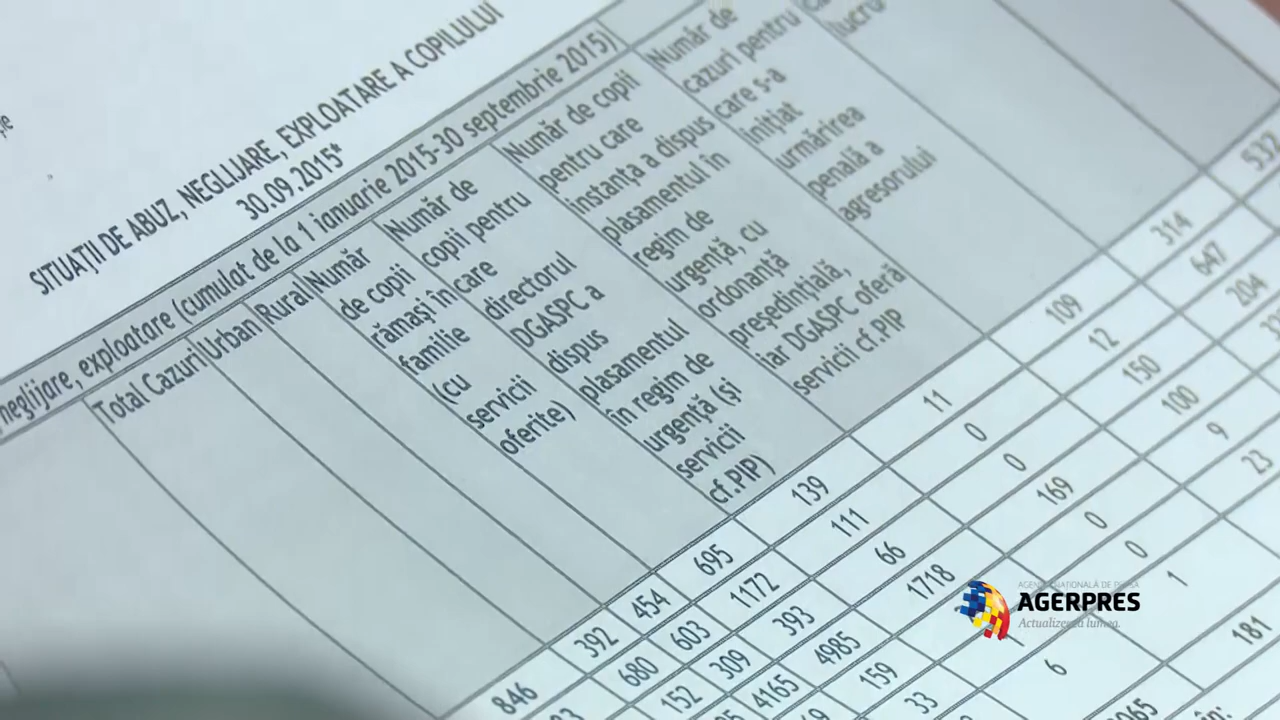 SITUAȚII DE ABUZ, NEGLIJARE, EXPLOATARE A COPILULUI
30.09.2015*
neglijare, exploatare (cumulat de la 1 ianuarie 2015-30 septembrie 2015)
Total Cazuri
Urban
Rural
Număr
de copii
rămași în
familie
(cu
servicii
oferite)
Număr de
copii pentru
care
directorul
DGASPC a
dispus
plasamentul
în regim de
urgență (și
servicii
cf.PIP)
Număr de copii
pentru care
instanța a dispus
plasamentul în
regim de
urgență, cu
ordonanță
președințială,
iar DGASPC oferă
servicii cf.PIP
Număr de
cazuri pentru
care s-a
inițiat
urmărirea
penală a
agresorului
846 392 454 695 139 11 109 314 532
680 603 1172 111 0 12 647
152 309 393 66 0 150 204
4165 4985 1718 169 100
159 0 9
33 0 23
6 1
181
AGERPRES
Actualizează lumea.